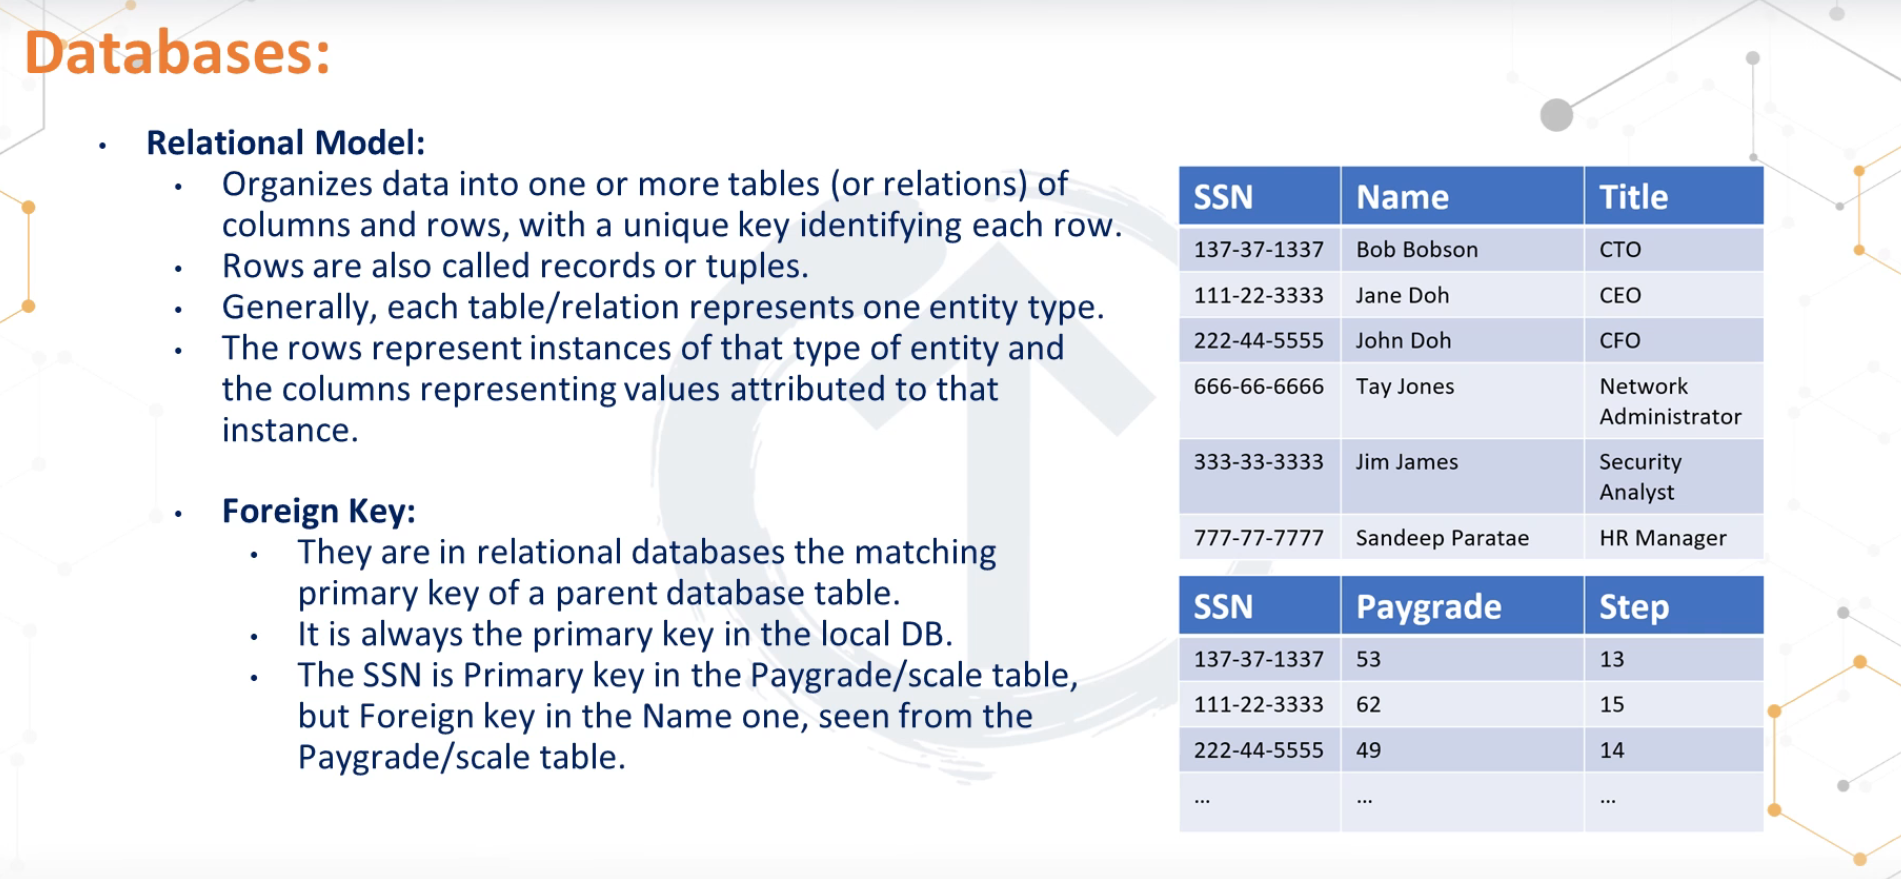 Databases:
• Relational Model:
• Organizes data into one or more tables (or relations) of
columns and rows, with a unique key identifying each row.
• Rows are also called records or tuples.
• Generally, each table/relation represents one entity type.
• The rows represent instances of that type of entity and
the columns representing values attributed to that
instance.
• Foreign Key:
• They are in relational databases the matching
primary key of a parent database table.
• It is always the primary key in the local DB.
• The SSN is Primary key in the Paygrade/scale table,
but Foreign key in the Name one, seen from the
Paygrade/scale table.
SSN Name Title
137-37-1337 Bob Bobson CTO
111-22-3333 Jane Doh CEO
222-44-5555 John Doh CFO
666-66-6666 Tay Jones Network
Administrator
333-33-3333 Jim James Security
Analyst
777-77-7777 Sandeep Paratae HR Manager
SSN Paygrade Step
137-37-1337 53 13
111-22-3333 62 15
222-44-5555 49 14
... ... ...